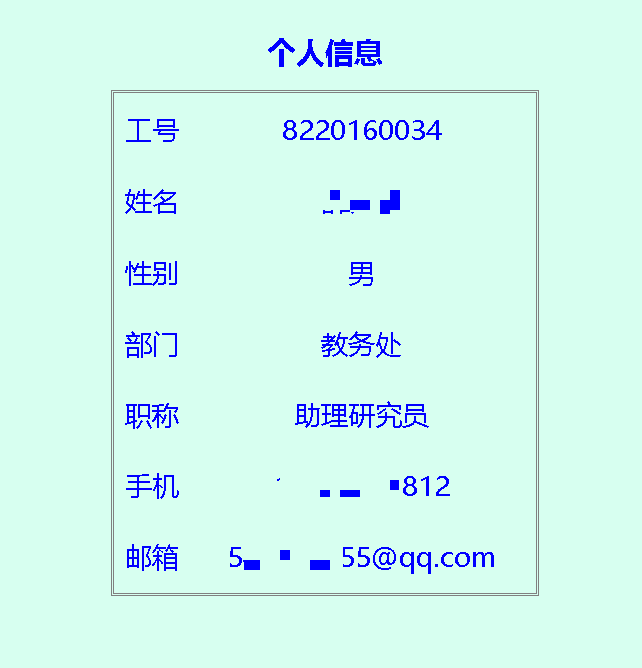 个人信息
工号 8220160034
姓名
性别 男
部门 教务处
职称 助理研究员
手机 812
邮箱 5 55@qq.com